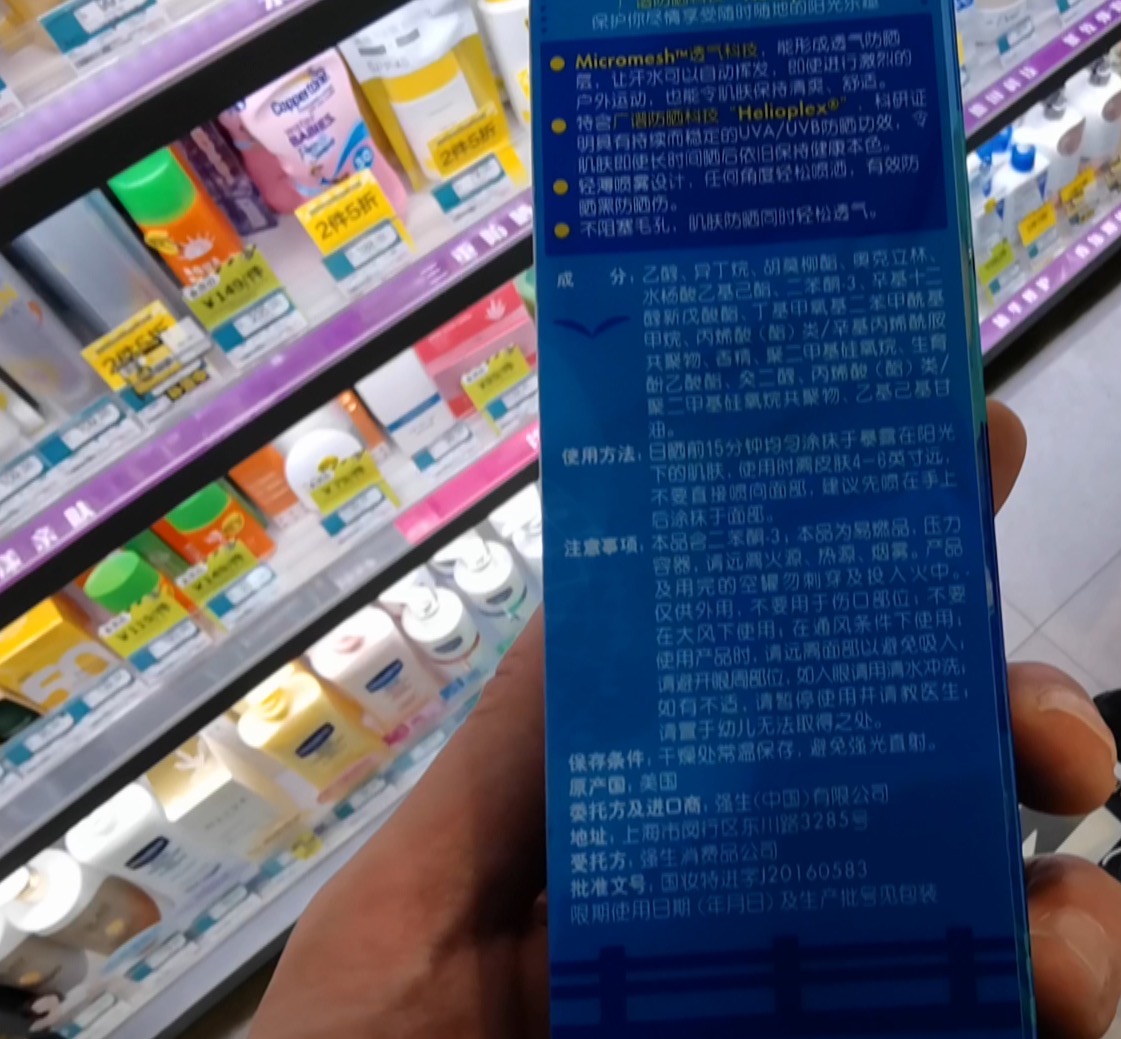 保护你尽情享受随时随地的阳光乐趣
Micromesh™透气科技，能形成透气防晒
层，让汗水可以自动挥发，即使进行激烈的
户外运动，也能令肌肤保持清爽、舒适。
特含广谱防晒科技“Helioplex®”，科研证
明具有持续而稳定的UVA/UVB防晒功效，令
肌肤即使长时间晒后依旧保持健康本色。
轻薄喷雾设计，任何角度轻松喷洒，有效防
晒黑防晒伤。
不阻塞毛孔，肌肤防晒同时轻松透气。
成 分：乙醇、异丁烷、胡莫柳酯、奥克立林、
水杨酸乙基己酯、二苯酮-3、辛基十二
醇新戊酸酯、丁基甲氧基二苯甲酰基
甲烷、丙烯酸（酯）类/辛基丙烯酰胺
共聚物、香精、聚二甲基硅氧烷、生育
酚乙酸酯、癸二醇、丙烯酸（酯）类/
聚二甲基硅氧烷共聚物、乙基己基甘
油。
使用方法：日晒前15分钟均匀涂抹于暴露在阳光
下的肌肤，使用时离皮肤4-6英寸远，
不要直接喷向面部，建议先喷在手上
后涂抹于面部。
注意事项：本品含二苯酮-3；本品为易燃品，压力
容器，请远离火源、热源、烟雾。产品
及用完的空罐勿刺穿及投入火中。
仅供外用，不要用于伤口部位；不要
在大风下使用；在通风条件下使用；
使用产品时，请远离面部以避免吸入；
请避开眼周部位，如入眼请用清水冲洗；
如有不适，请暂停使用并请教医生；
请置于幼儿无法取得之处。
保存条件：干燥处常温保存，避免强光直射。
原产国：美国
委托方及进口商：强生(中国)有限公司
地址：上海市闵行区东川路3285号
受托方：强生消费品公司
批准文号：国妆特进字J20160583
限期使用日期（年月日）及生产批号见包装
Coppertone
BABIES
2件5折
2件5折
2件5折
¥149/件
¥119/件